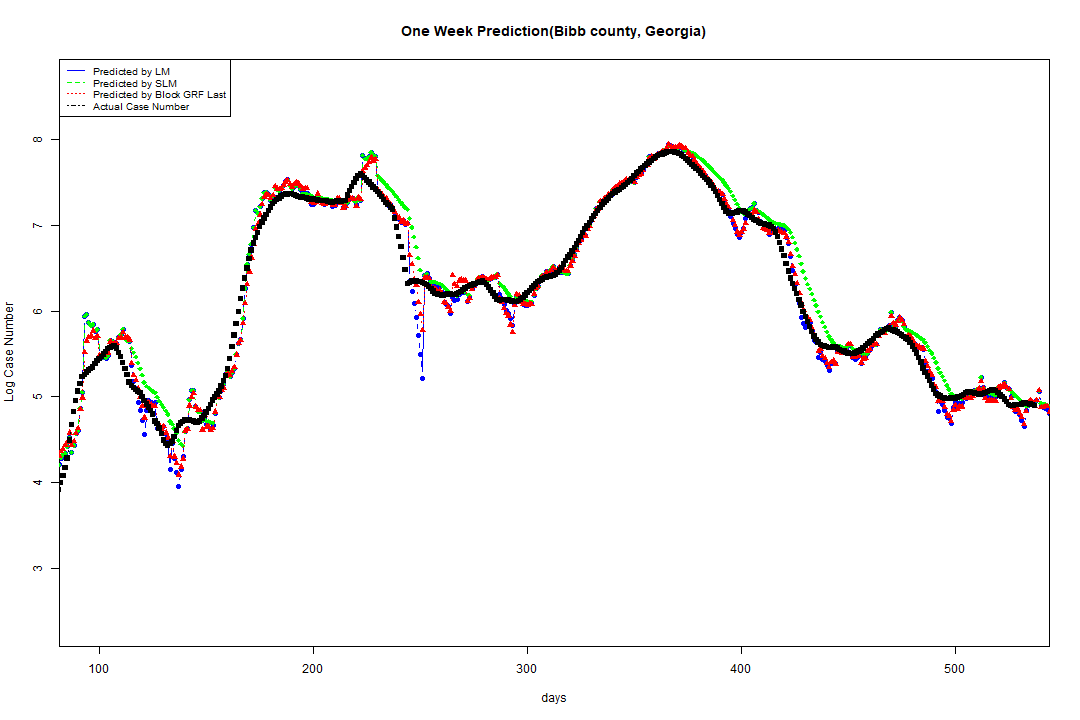 One Week Prediction(Bibb county, Georgia)
Predicted by LM
Predicted by SLM
Predicted by Block GRF Last
Actual Case Number
8
7
6
5
4
3
Log Case Number
100 200 300 400 500
days